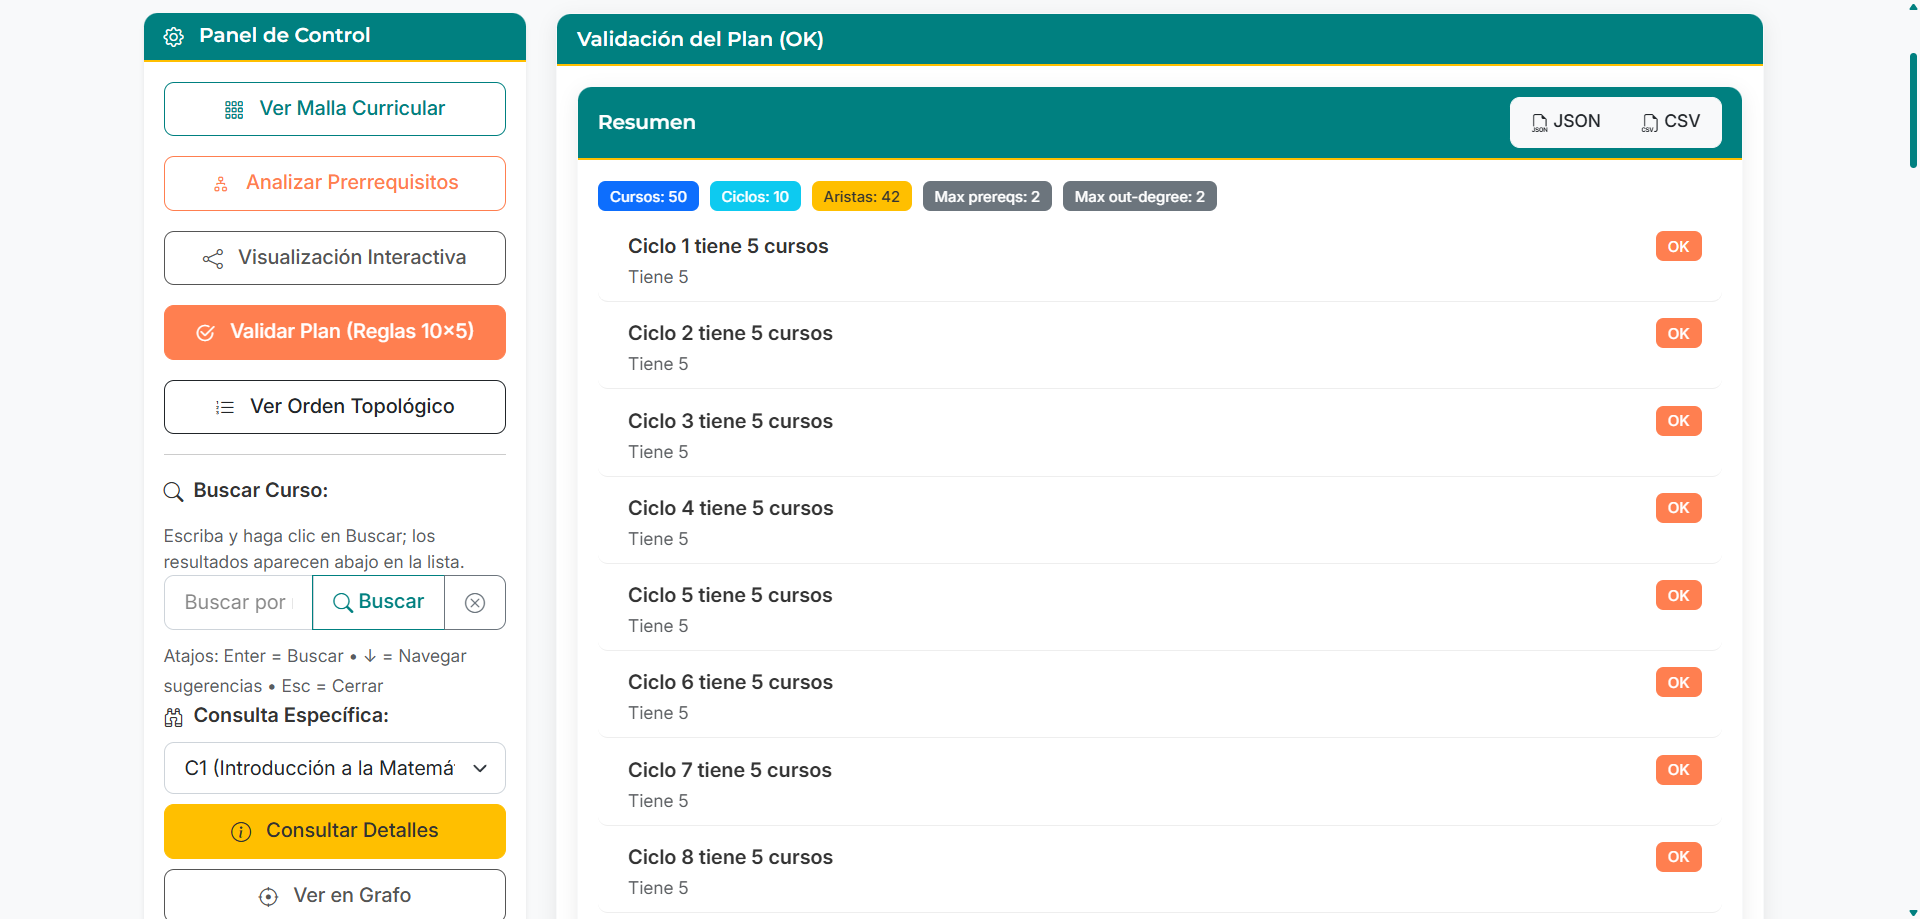 Panel de Control
Ver Malla Curricular
Analizar Prerrequisitos
Visualización Interactiva
Validar Plan (Reglas 10×5)
Ver Orden Topológico
Buscar Curso:
Escriba y haga clic en Buscar; los
resultados aparecen abajo en la lista.
Buscar por
Buscar
Atajos: Enter = Buscar • ↓ = Navegar
sugerencias • Esc = Cerrar
Consulta Específica:
C1 (Introducción a la Matemá
Consultar Detalles
Ver en Grafo
Validación del Plan (OK)
Resumen
JSON
CSV
Cursos: 50
Ciclos: 10
Aristas: 42
Max prereqs: 2
Max out-degree: 2
Ciclo 1 tiene 5 cursos
OK
Tiene 5
Ciclo 2 tiene 5 cursos
OK
Tiene 5
Ciclo 3 tiene 5 cursos
OK
Tiene 5
Ciclo 4 tiene 5 cursos
OK
Tiene 5
Ciclo 5 tiene 5 cursos
OK
Tiene 5
Ciclo 6 tiene 5 cursos
OK
Tiene 5
Ciclo 7 tiene 5 cursos
OK
Tiene 5
Ciclo 8 tiene 5 cursos
OK
Tiene 5